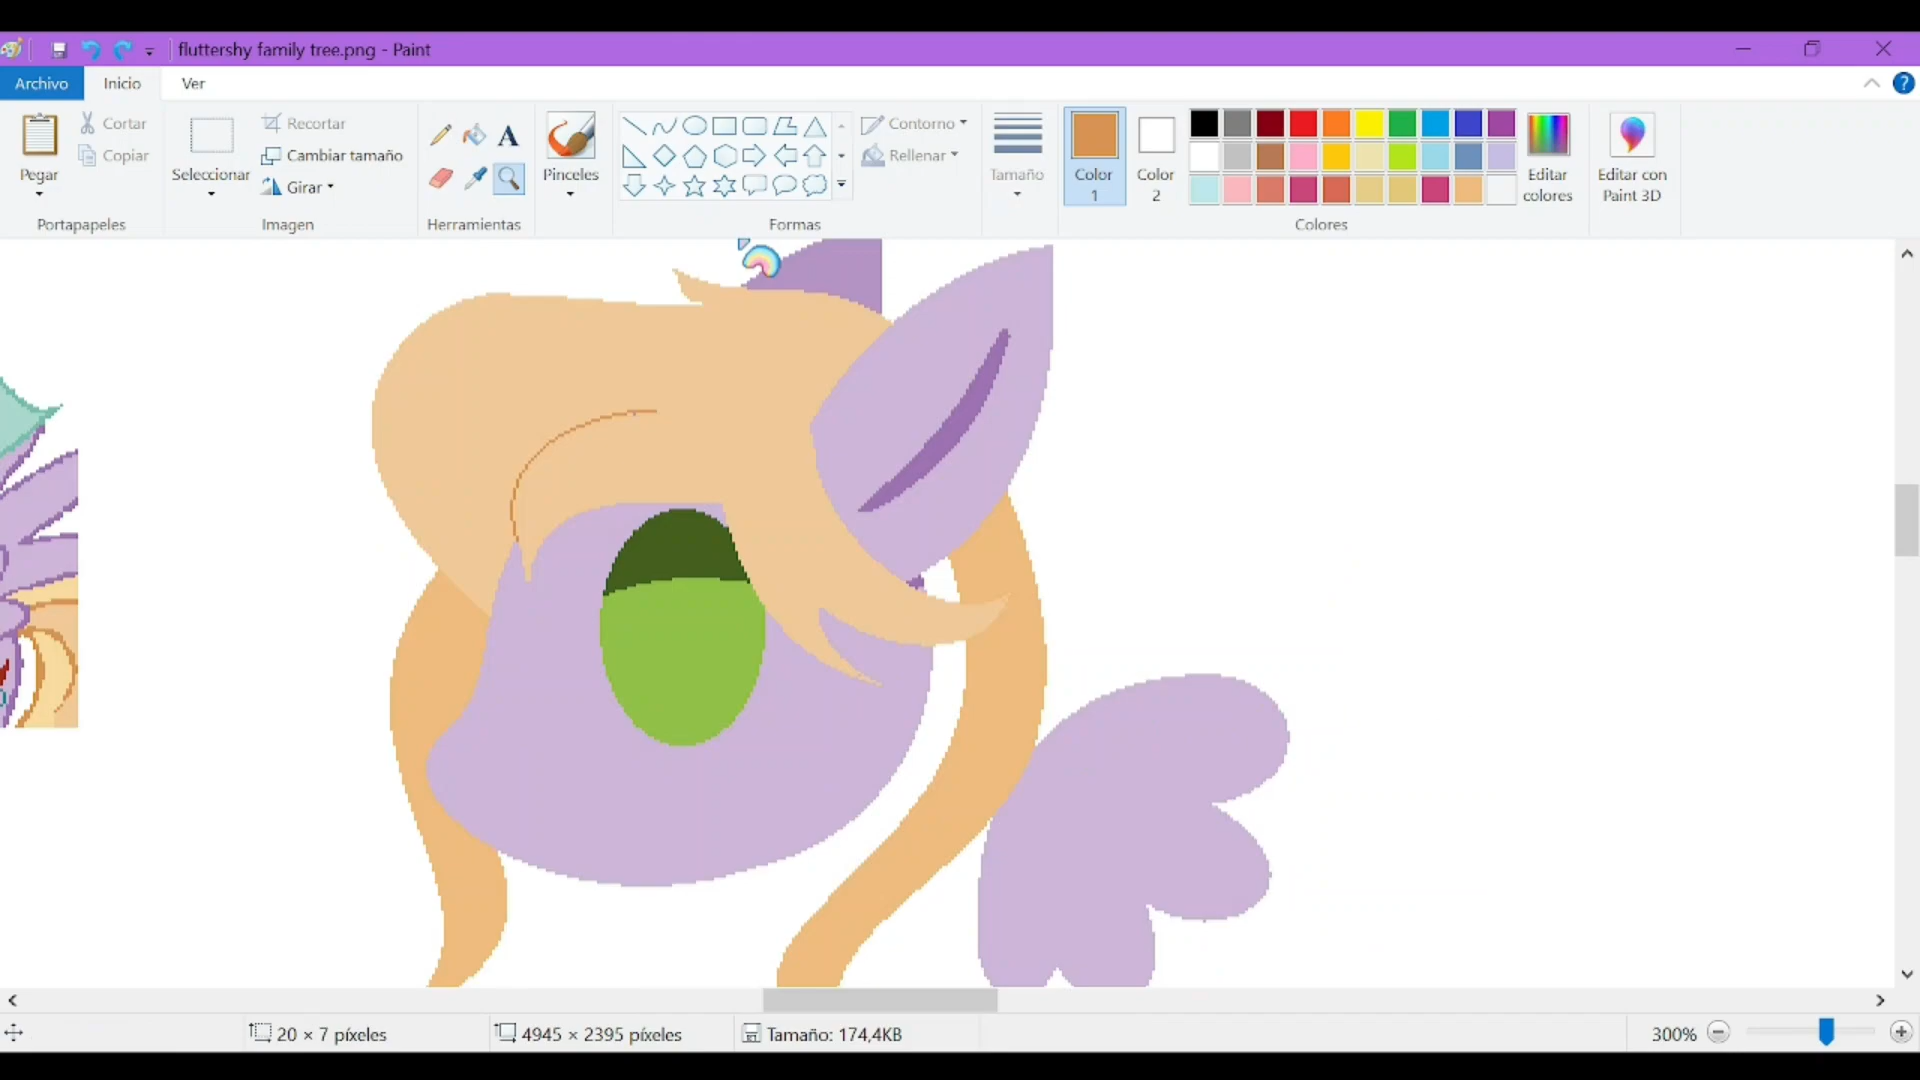 fluttershy family tree.png - Paint
Archivo Inicio Ver
Pegar
Cortar
Copiar
Portapapeles
Seleccionar
Recortar
Cambiar tamaño
Girar
Imagen
A
Herramientas
Pinceles
Contorno
Rellenar
Formas
Tamaño
Color
1
Color
2
Colores
Editar
colores
Editar con
Paint 3D
?
20 × 7 píxeles
4945 × 2395 píxeles
Tamaño: 174,4KB
300%